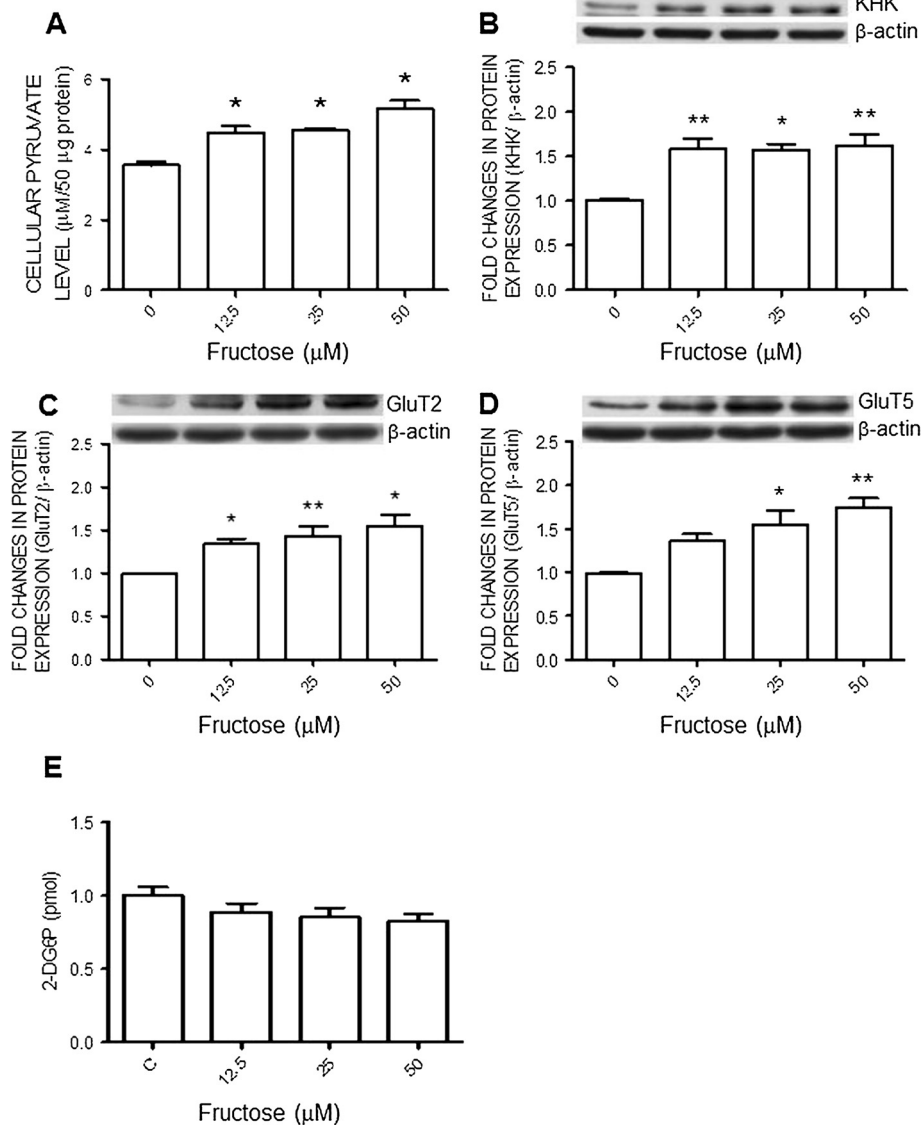 A
CELLULAR PYRUVATE
LEVEL (μM/50 μg protein)
6
4
2
0
*
*
*
0
12.5
25
50
Fructose (μM)
B
KHK
β-actin
FOLD CHANGES IN PROTEIN
EXPRESSION (KHK/ β-actin)
2.5
2.0
1.5
1.0
0.5
0.0
**
*
**
0
12.5
25
50
Fructose (μM)
C
GluT2
β-actin
FOLD CHANGES IN PROTEIN
EXPRESSION (GluT2/ β-actin)
2.5
2.0
1.5
1.0
0.5
0.0
*
**
*
0
12.5
25
50
Fructose (μM)
D
GluT5
β-actin
FOLD CHANGES IN PROTEIN
EXPRESSION (GluT5/ β-actin)
2.5
2.0
1.5
1.0
0.5
0.0
*
**
0
12.5
25
50
Fructose (μM)
E
2-DG6P (pmol)
1.5
1.0
0.5
0.0
C
12.5
25
50
Fructose (μM)